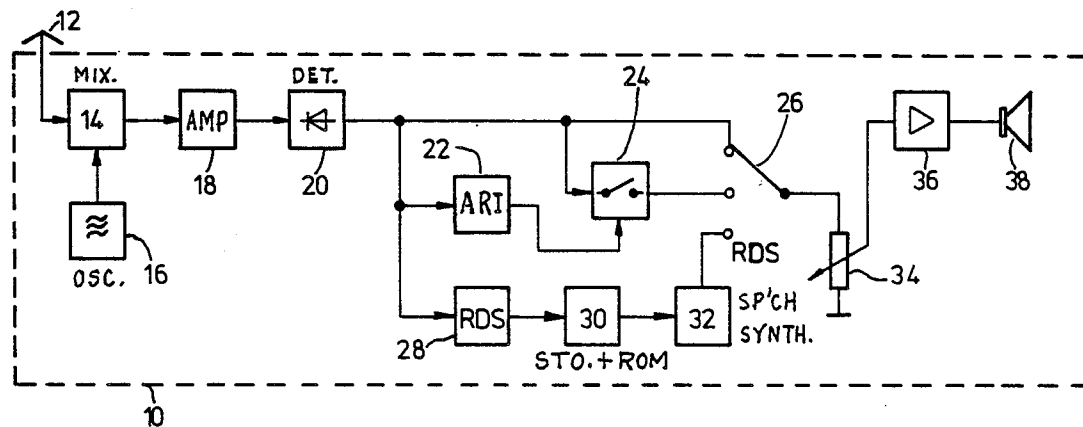 12
24
MIX.
DET.
26
14
AMP
22
18
20
36
38
ARI
16
OSC.
RDS
34
RDS
30
32
SP'CH
SYNTH.
28
STO.+ROM
10